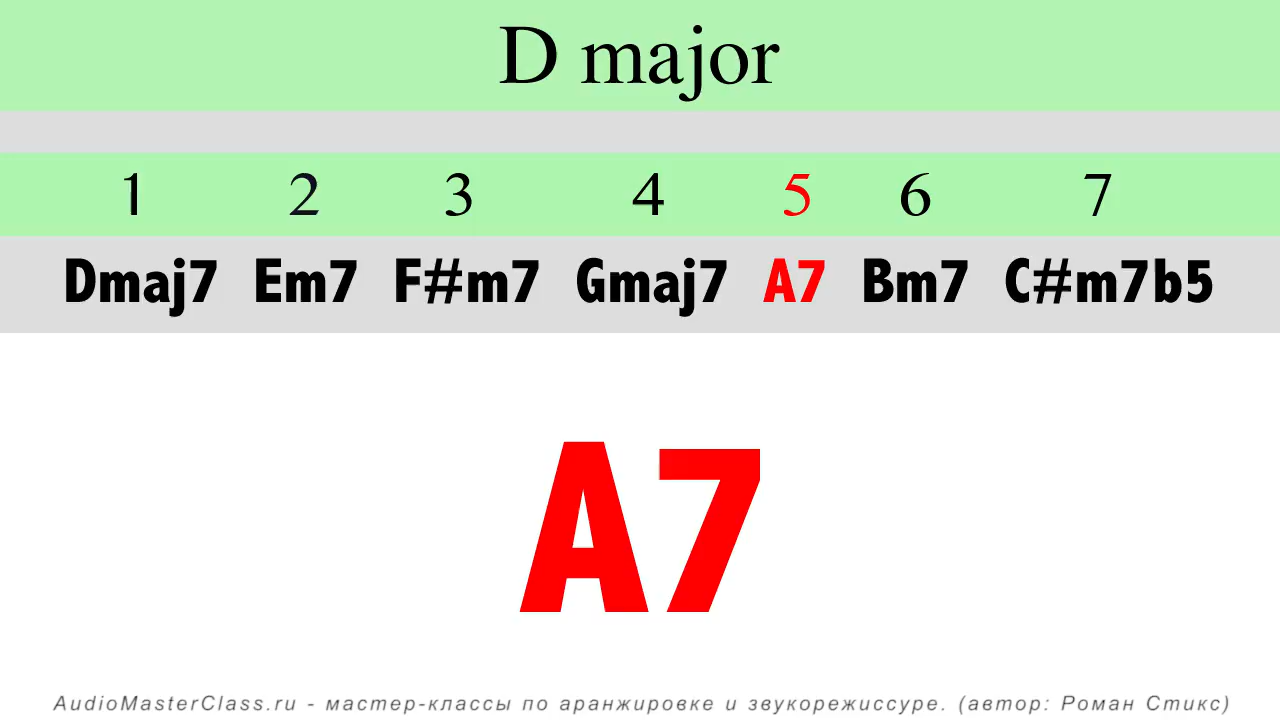 D major
1 2 3 4 5 6 7
Dmaj7 Em7 F#m7 Gmaj7 A7 Bm7 C#m7b5
A7
AudioMasterClass.ru - мастер-классы по аранжировке и звукорежиссуре. (автор: Роман Стикс)